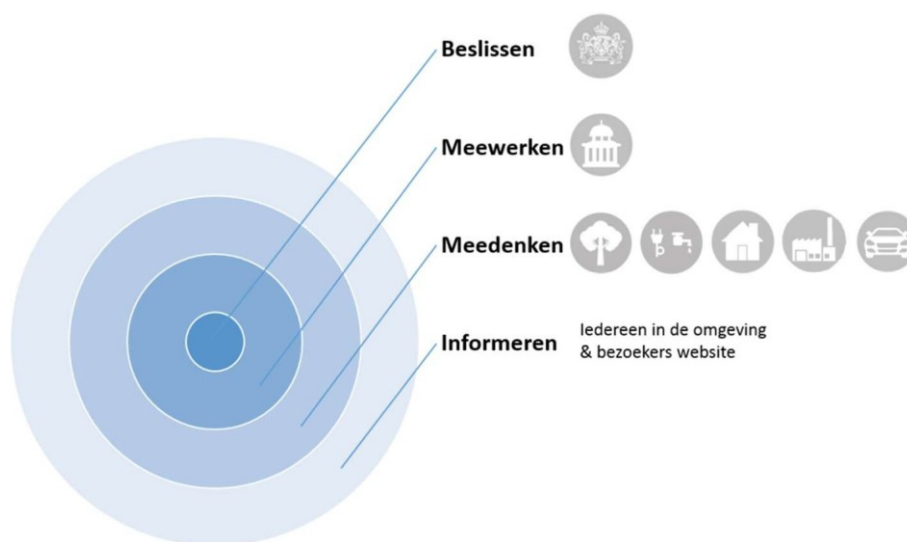 Beslissen
Meewerken
Meedenken
Informeren
Iedereen in de omgeving
& bezoekers website